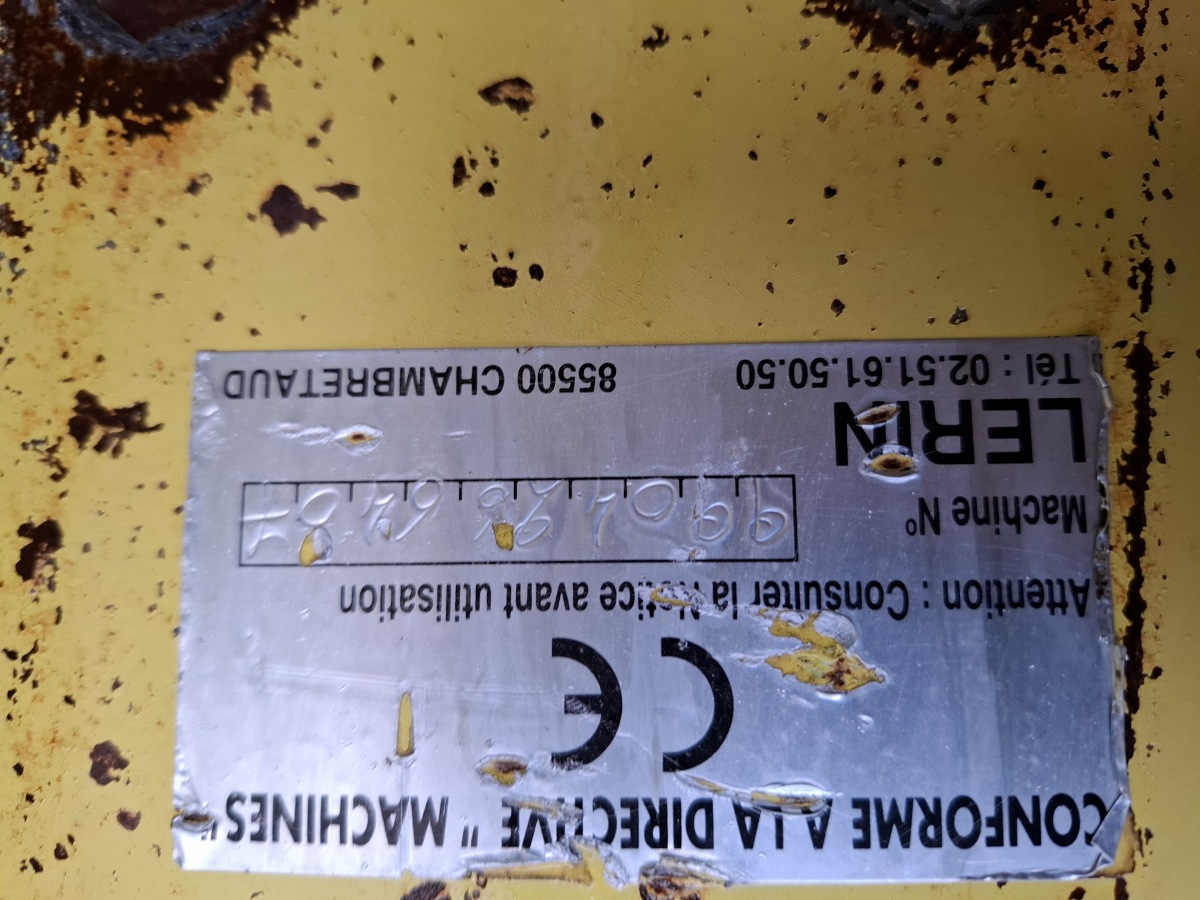 CONFORME A LA DIRECTIVE " MACHINES "
CE
Attention : Consulter la Notice avant utilisation
Machine N°
LERIN
Tél : 02.51.61.50.50 85500 CHAMBRETAUD